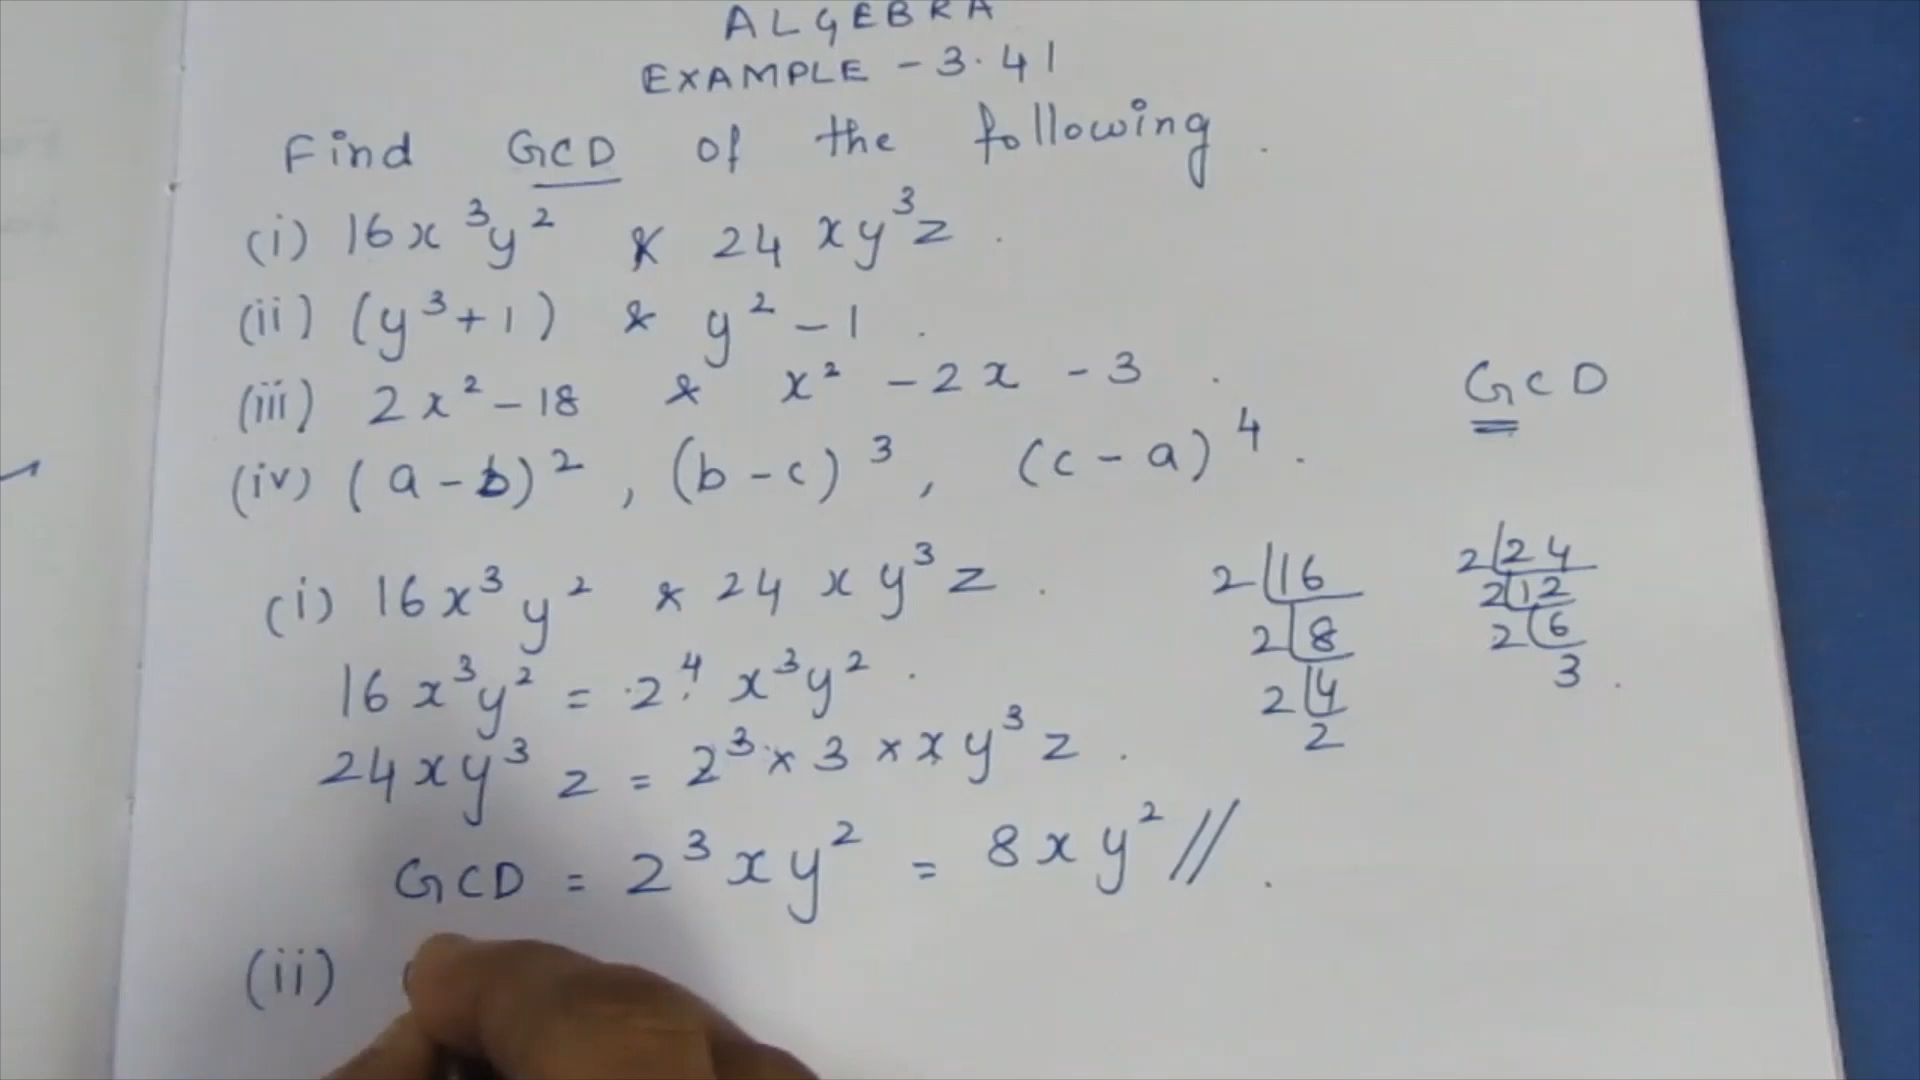 ALGEBRA
EXAMPLE - 3.41
Find GCD of the following.
(i) 16x³y² & 24xy³z.
(ii) (y³+1) & y²-1.
(iii) 2x²-18 & x²-2x-3.
(iv) (a-b)², (b-c)³, (c-a)⁴.
GCD
(i) 16x³y² & 24xy³z.
16x³y² = 2⁴x³y².
24xy³z = 2³×3×xy³z.
GCD = 2³xy² = 8xy²//.
(ii) (
2|16
2|8
2|4
2
2|24
2|12
2|6
3.